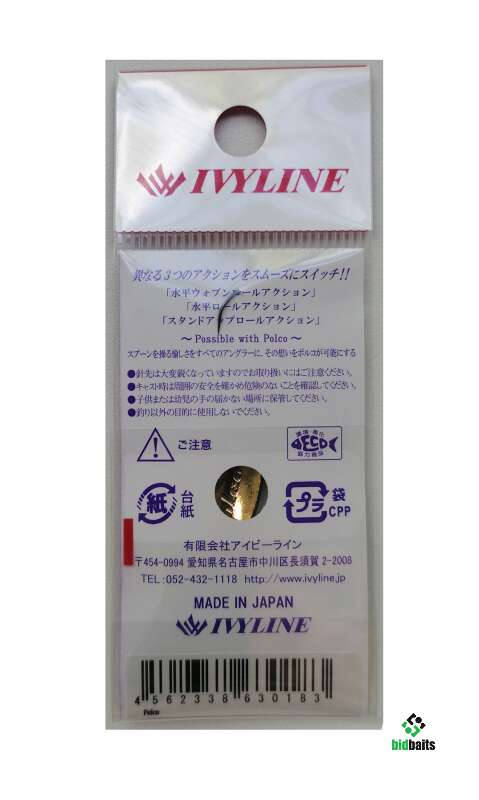 IVYLINE
異なる3つのアクションをスムーズにスイッチ!!
「水平ウォブンロールアクション」
「水平ロールアクション」
「スタンドアップロールアクション」
～ Possible with Polco ～
スプーンを操る愉しさをすべてのアングラーに、その想いをポルコが可能にする
●針先は大変鋭くなっていますのでお取り扱いにはご注意ください。
●キャスト時は周囲の安全を確かめ危険のないことを確認してください。
●子供または幼児の手の届かない場所に保管してください。
●釣り以外の目的に使用しないでください。
ご注意
環境・美化
ECO
協力商品
紙
台紙
プラ
袋
CPP
有限会社アイビーライン
〒454-0994 愛知県名古屋市中川区長須賀 2-2008
TEL:052-432-1118 http://www.ivyline.jp
MADE IN JAPAN
IVYLINE
4562338630183
Polco
bidbaits